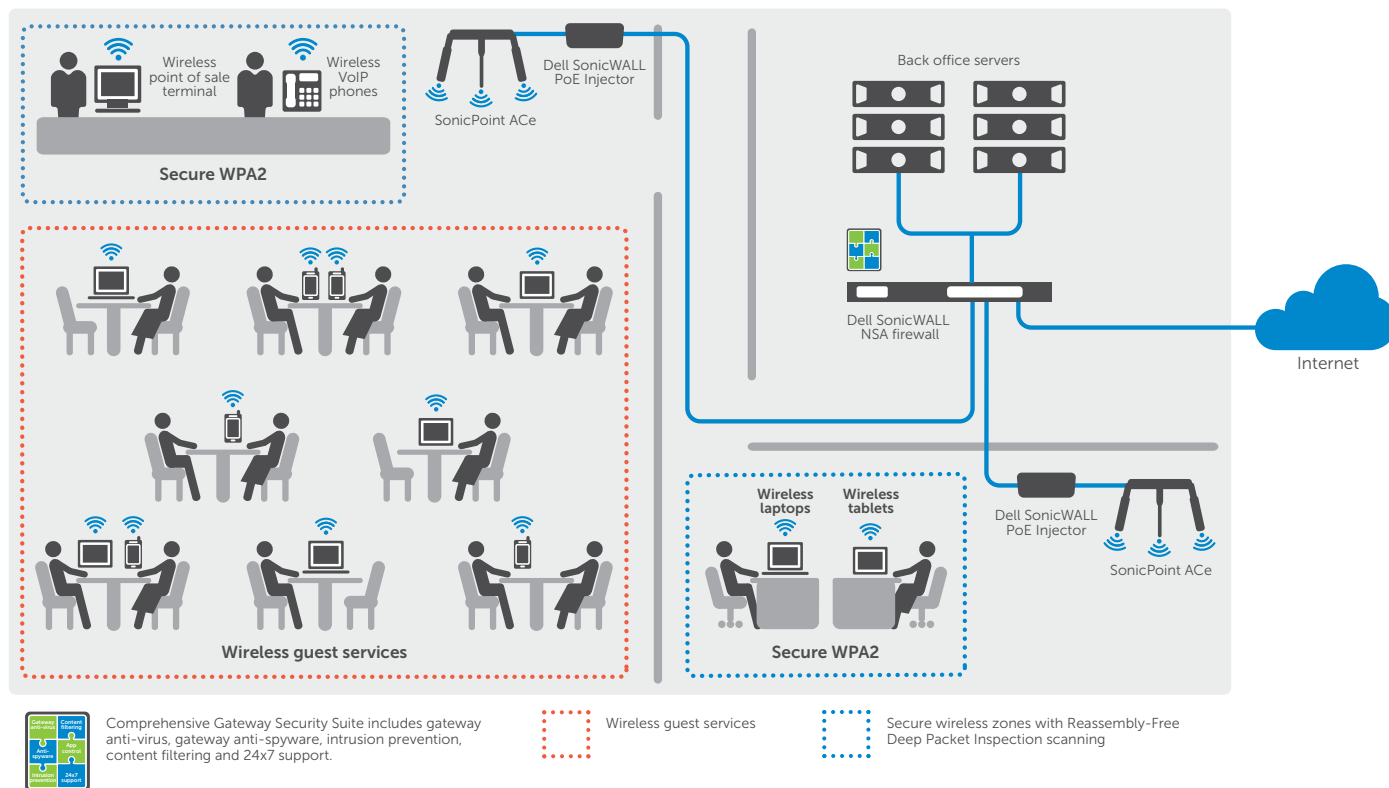 Wireless
point of sale
terminal
Wireless
VoIP
phones
Secure WPA2
SonicPoint ACe
Dell SonicWALL
PoE Injector
Back office servers
Dell SonicWALL
NSA firewall
Internet
Wireless guest services
Wireless
laptops
Wireless
tablets
Secure WPA2
Dell SonicWALL
PoE Injector
SonicPoint ACe
Gateway
anti-virus
Content
filtering
Anti-
spyware
App
control
Intrusion
prevention
24x7
support
Comprehensive Gateway Security Suite includes gateway
anti-virus, gateway anti-spyware, intrusion prevention,
content filtering and 24x7 support.
Wireless guest services
Secure wireless zones with Reassembly-Free
Deep Packet Inspection scanning